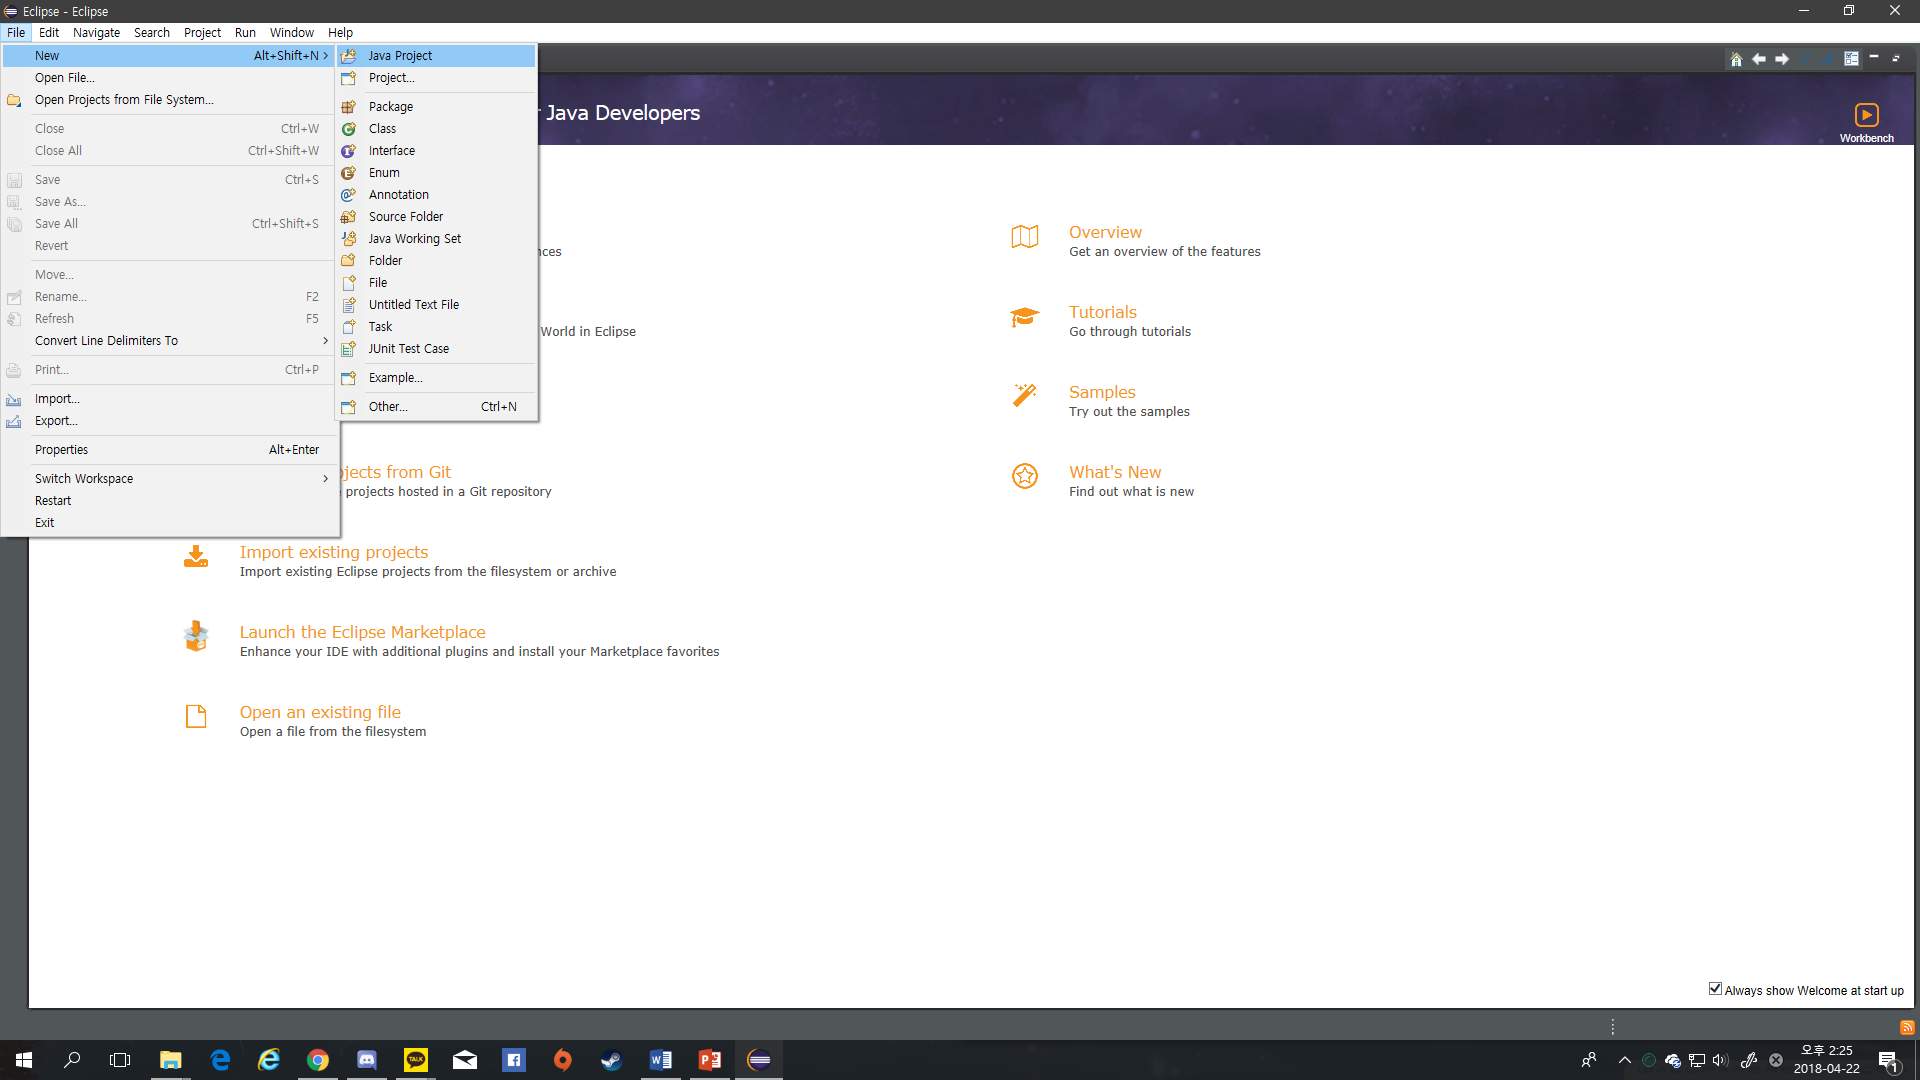 Eclipse - Eclipse
File Edit Navigate Search Project Run Window Help
New Alt+Shift+N
Open File...
Open Projects from File System...
Close Ctrl+W
Close All Ctrl+Shift+W
Save Ctrl+S
Save As...
Save All Ctrl+Shift+S
Revert
Move...
Rename... F2
Refresh F5
Convert Line Delimiters To
Print... Ctrl+P
Import...
Export...
Properties Alt+Enter
Switch Workspace
Restart
Exit
Java Project
Project...
Package
Class
Interface
Enum
Annotation
Source Folder
Java Working Set
Folder
File
Untitled Text File
Task
JUnit Test Case
Example...
Other... Ctrl+N
Java Developers
Workbench
nces
World in Eclipse
jects from Git
projects hosted in a Git repository
Import existing projects
Import existing Eclipse projects from the filesystem or archive
Launch the Eclipse Marketplace
Enhance your IDE with additional plugins and install your Marketplace favorites
Open an existing file
Open a file from the filesystem
Overview
Get an overview of the features
Tutorials
Go through tutorials
Samples
Try out the samples
What's New
Find out what is new
Always show Welcome at start up
TALK
오후 2:25
2018-04-22
1